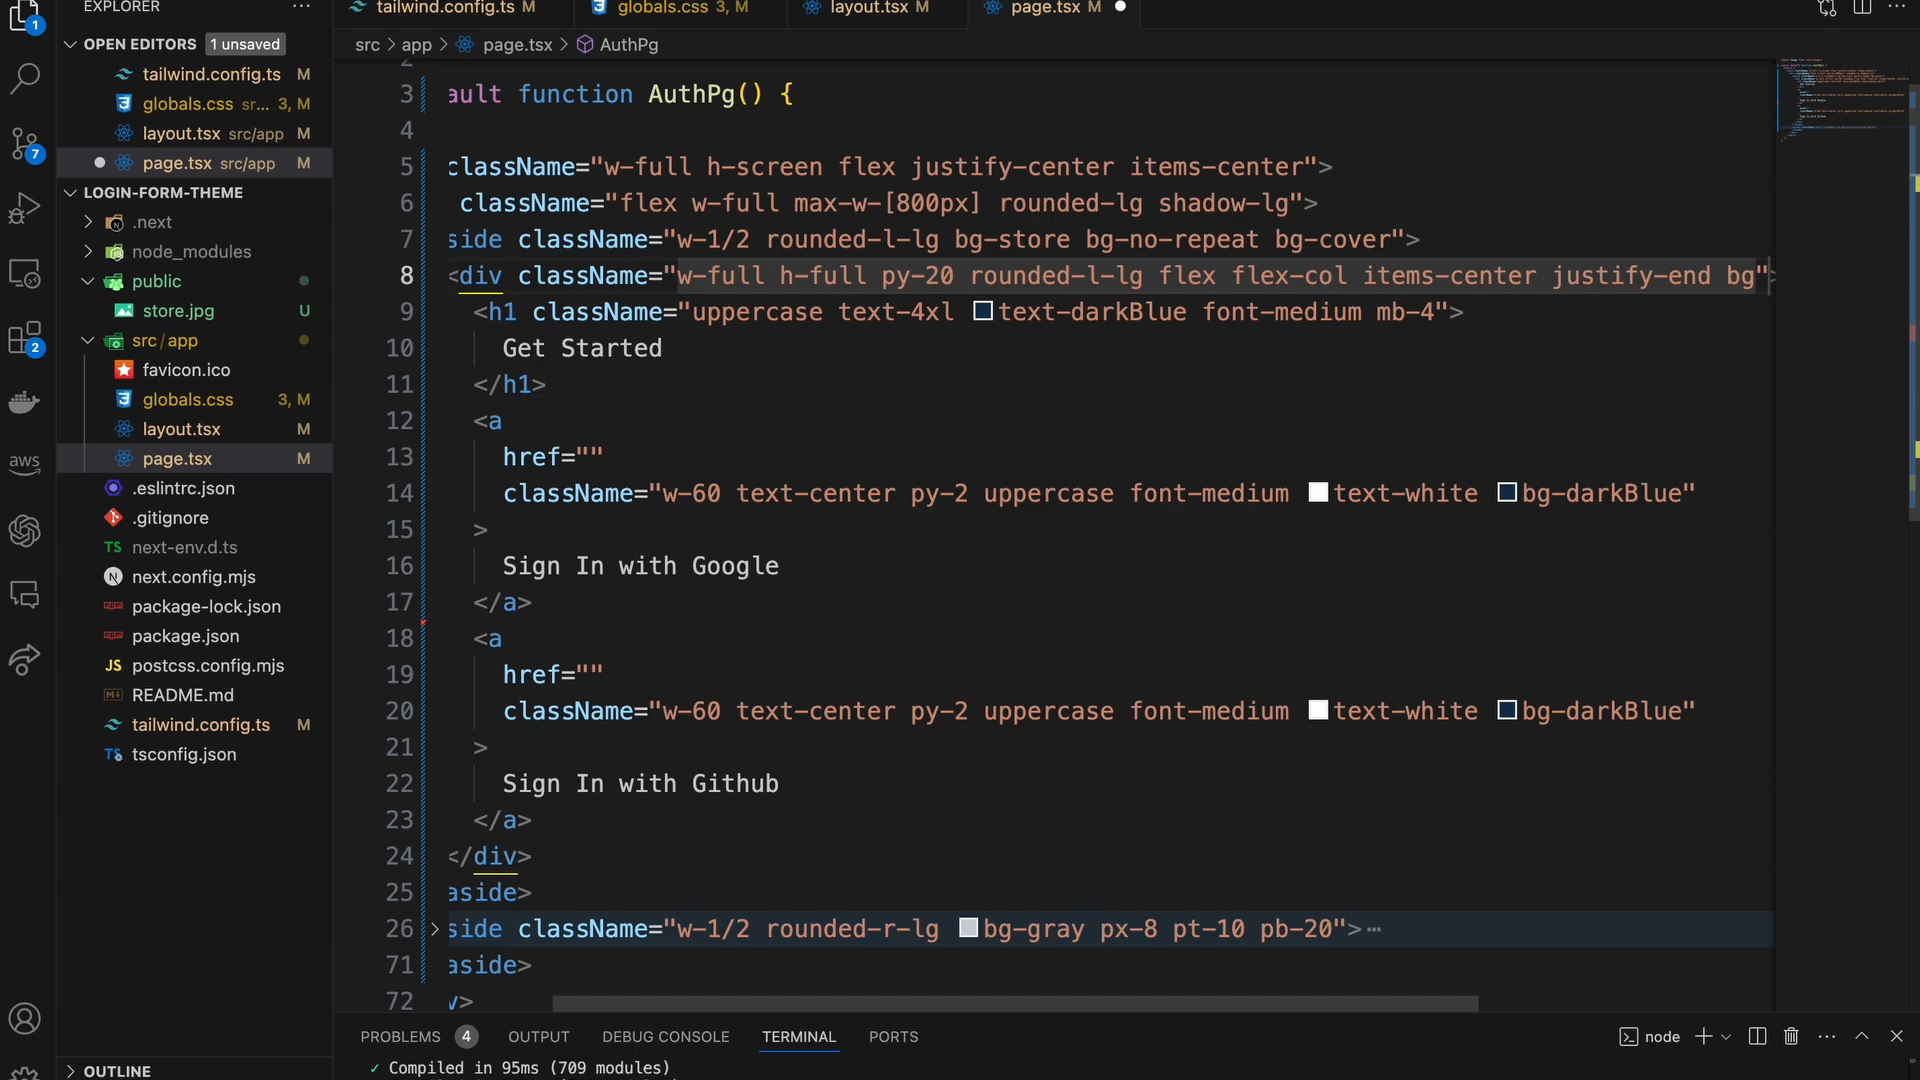 EXPLORER
OPEN EDITORS 1 unsaved
tailwind.config.ts M
globals.css sr... 3, M
layout.tsx src/app M
page.tsx src/app M
LOGIN-FORM-THEME
.next
node_modules
public
store.jpg U
src/app
favicon.ico
globals.css 3, M
layout.tsx M
page.tsx M
.eslintrc.json
.gitignore
TS next-env.d.ts
next.config.mjs
package-lock.json
package.json
JS postcss.config.mjs
README.md
tailwind.config.ts M
TS tsconfig.json
OUTLINE
1
7
2
aws
tailwind.config.ts M
globals.css 3, M
layout.tsx M
page.tsx M
src > app > page.tsx > AuthPg
2
3 ault function AuthPg() {
4
5 className="w-full h-screen flex justify-center items-center">
6 className="flex w-full max-w-[800px] rounded-lg shadow-lg">
7 side className="w-1/2 rounded-l-lg bg-store bg-no-repeat bg-cover">
8 <div className="w-full h-full py-20 rounded-l-lg flex flex-col items-center justify-end bg">
9 <h1 className="uppercase text-4xl text-darkBlue font-medium mb-4">
10 Get Started
11 </h1>
12 <a
13 href=""
14 className="w-60 text-center py-2 uppercase font-medium text-white bg-darkBlue"
15 >
16 Sign In with Google
17 </a>
18 <a
19 href=""
20 className="w-60 text-center py-2 uppercase font-medium text-white bg-darkBlue"
21 >
22 Sign In with Github
23 </a>
24 </div>
25 aside>
26 side className="w-1/2 rounded-r-lg bg-gray px-8 pt-10 pb-20">
71 aside>
72 v>
PROBLEMS 4 OUTPUT DEBUG CONSOLE TERMINAL PORTS node
✓ Compiled in 95ms (709 modules)